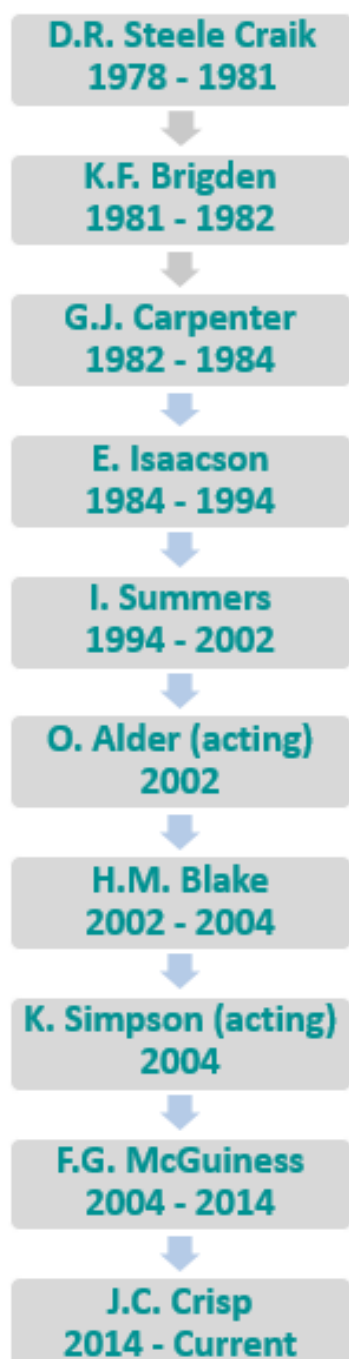 D.R. Steele Craik
1978 - 1981
K.F. Brigden
1981 - 1982
G.J. Carpenter
1982 - 1984
E. Isaacson
1984 - 1994
I. Summers
1994 - 2002
O. Alder (acting)
2002
H.M. Blake
2002 - 2004
K. Simpson (acting)
2004
F.G. McGuiness
2004 - 2014
J.C. Crisp
2014 - Current